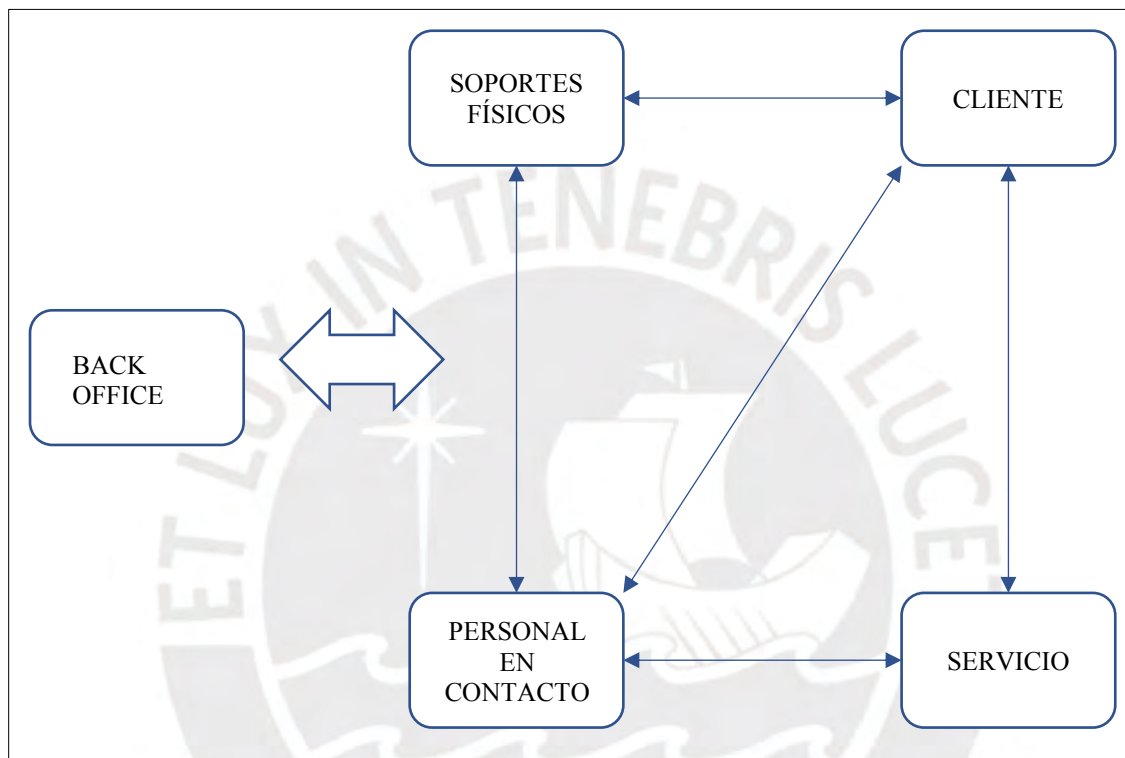 SOPORTES
FÍSICOS
CLIENTE
BACK
OFFICE
PERSONAL
EN
CONTACTO
SERVICIO
ET LUX IN TENEBRIS LUCET